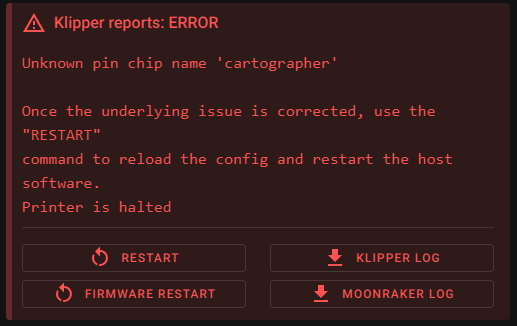 Klipper reports: ERROR
Unknown pin chip name 'cartographer'
Once the underlying issue is corrected, use the
"RESTART"
command to reload the config and restart the host
software.
Printer is halted
RESTART
KLIPPER LOG
FIRMWARE RESTART
MOONRAKER LOG